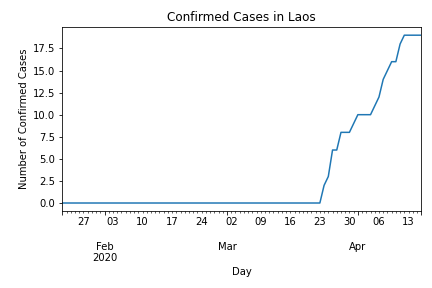 Confirmed Cases in Laos
Number of Confirmed Cases
17.5
15.0
12.5
10.0
7.5
5.0
2.5
0.0
27 03 10 17 24 02 09 16 23 30 06 13
Feb Mar Apr
2020
Day